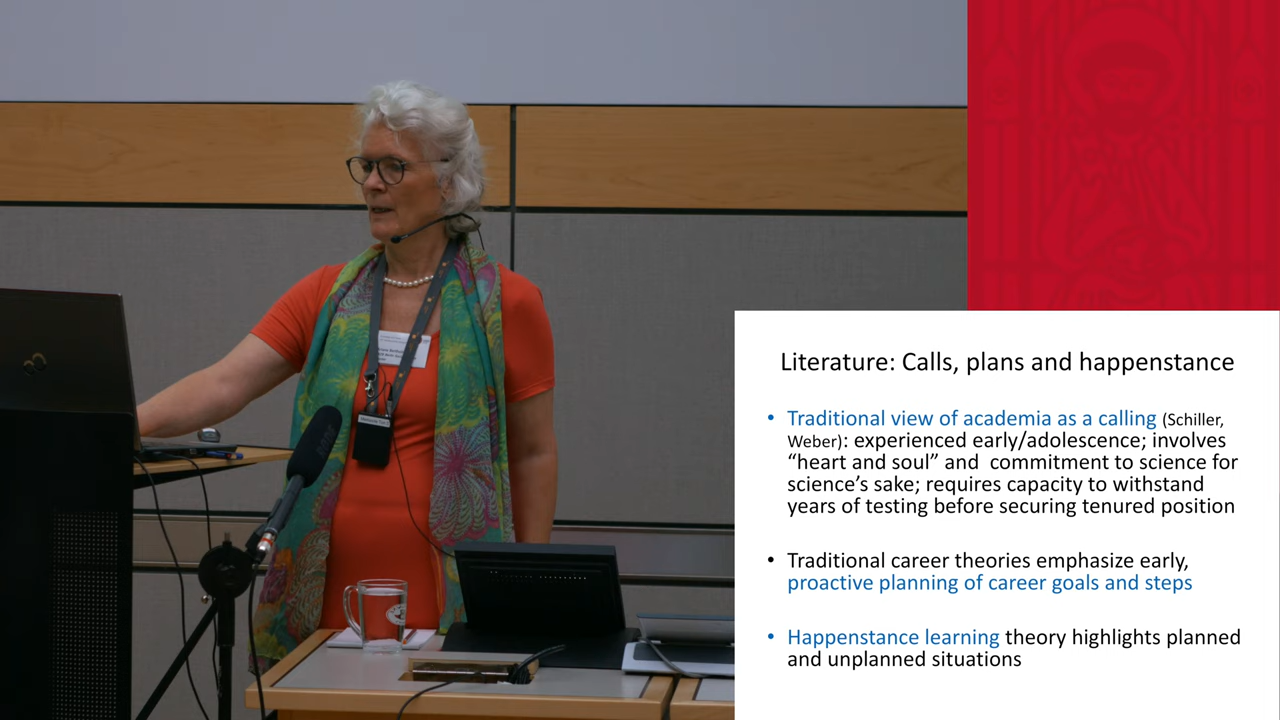 Literature: Calls, plans and happenstance
• Traditional view of academia as a calling (Schiller,
Weber): experienced early/adolescence; involves
“heart and soul” and commitment to science for
science’s sake; requires capacity to withstand
years of testing before securing tenured position
• Traditional career theories emphasize early,
proactive planning of career goals and steps
• Happenstance learning theory highlights planned
and unplanned situations